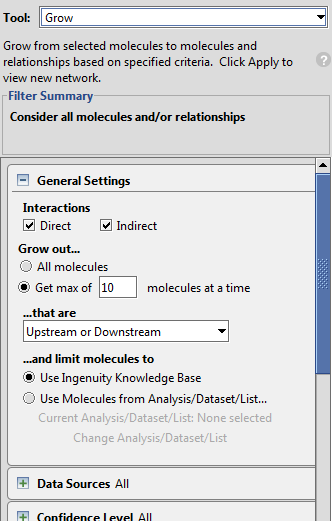 Tool: Grow
Grow from selected molecules to molecules and
relationships based on specified criteria. Click Apply to
view new network.
?
Filter Summary
Consider all molecules and/or relationships
General Settings
Interactions
Direct Indirect
Grow out...
All molecules
Get max of 10 molecules at a time
...that are
Upstream or Downstream
...and limit molecules to
Use Ingenuity Knowledge Base
Use Molecules from Analysis/Dataset/List...
Current Analysis/Dataset/List: None selected
Change Analysis/Dataset/List
Data Sources All
Confidence Level All